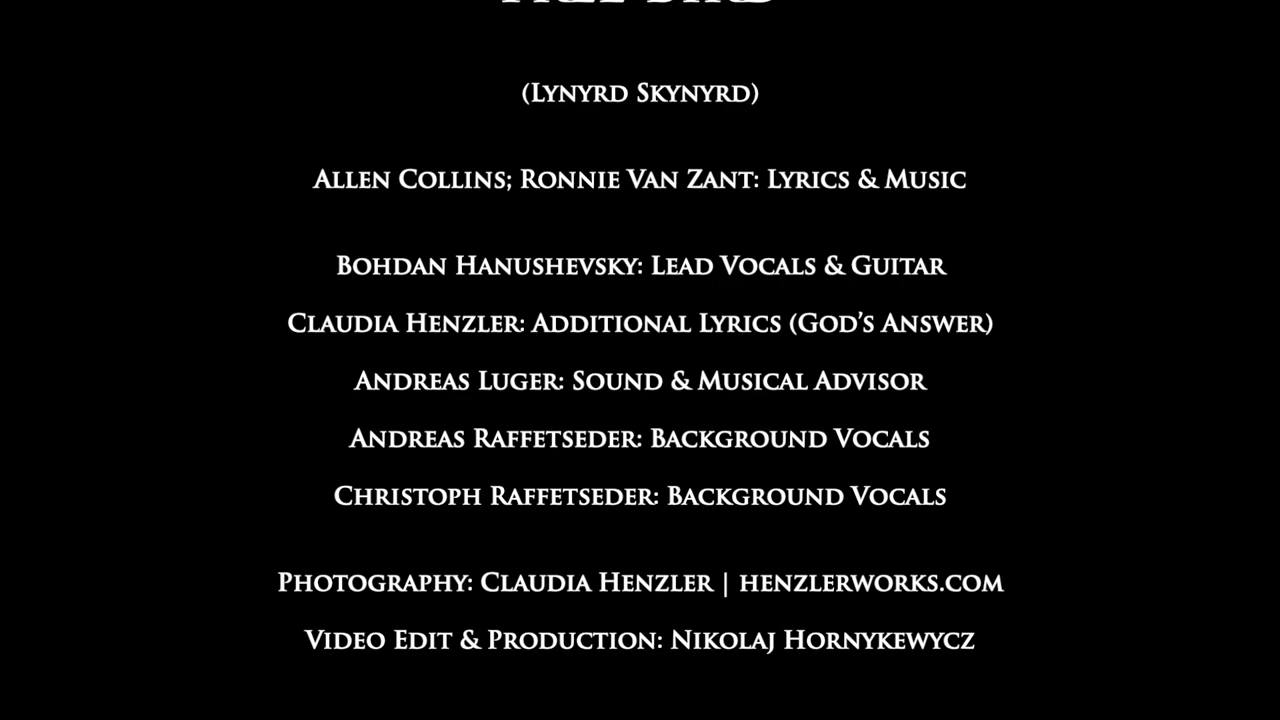 (Lynyrd Skynyrd)
Allen Collins; Ronnie Van Zant: Lyrics & Music
Bohdan Hanushevsky: Lead Vocals & Guitar
Claudia Henzler: Additional Lyrics (God's Answer)
Andreas Luger: Sound & Musical Advisor
Andreas Raffetseder: Background Vocals
Christoph Raffetseder: Background Vocals
Photography: Claudia Henzler | henzlerworks.com
Video Edit & Production: Nikolaj Hornykewycz